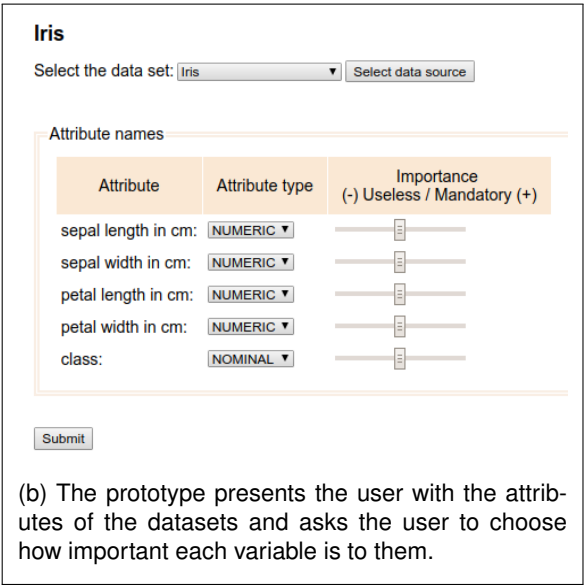 Iris
Select the data set: Iris ▼ Select data source
Attribute names
Attribute Attribute type Importance
(-) Useless / Mandatory (+)
sepal length in cm: NUMERIC ▼
sepal width in cm: NUMERIC ▼
petal length in cm: NUMERIC ▼
petal width in cm: NUMERIC ▼
class: NOMINAL ▼
Submit
(b) The prototype presents the user with the attrib-
utes of the datasets and asks the user to choose
how important each variable is to them.